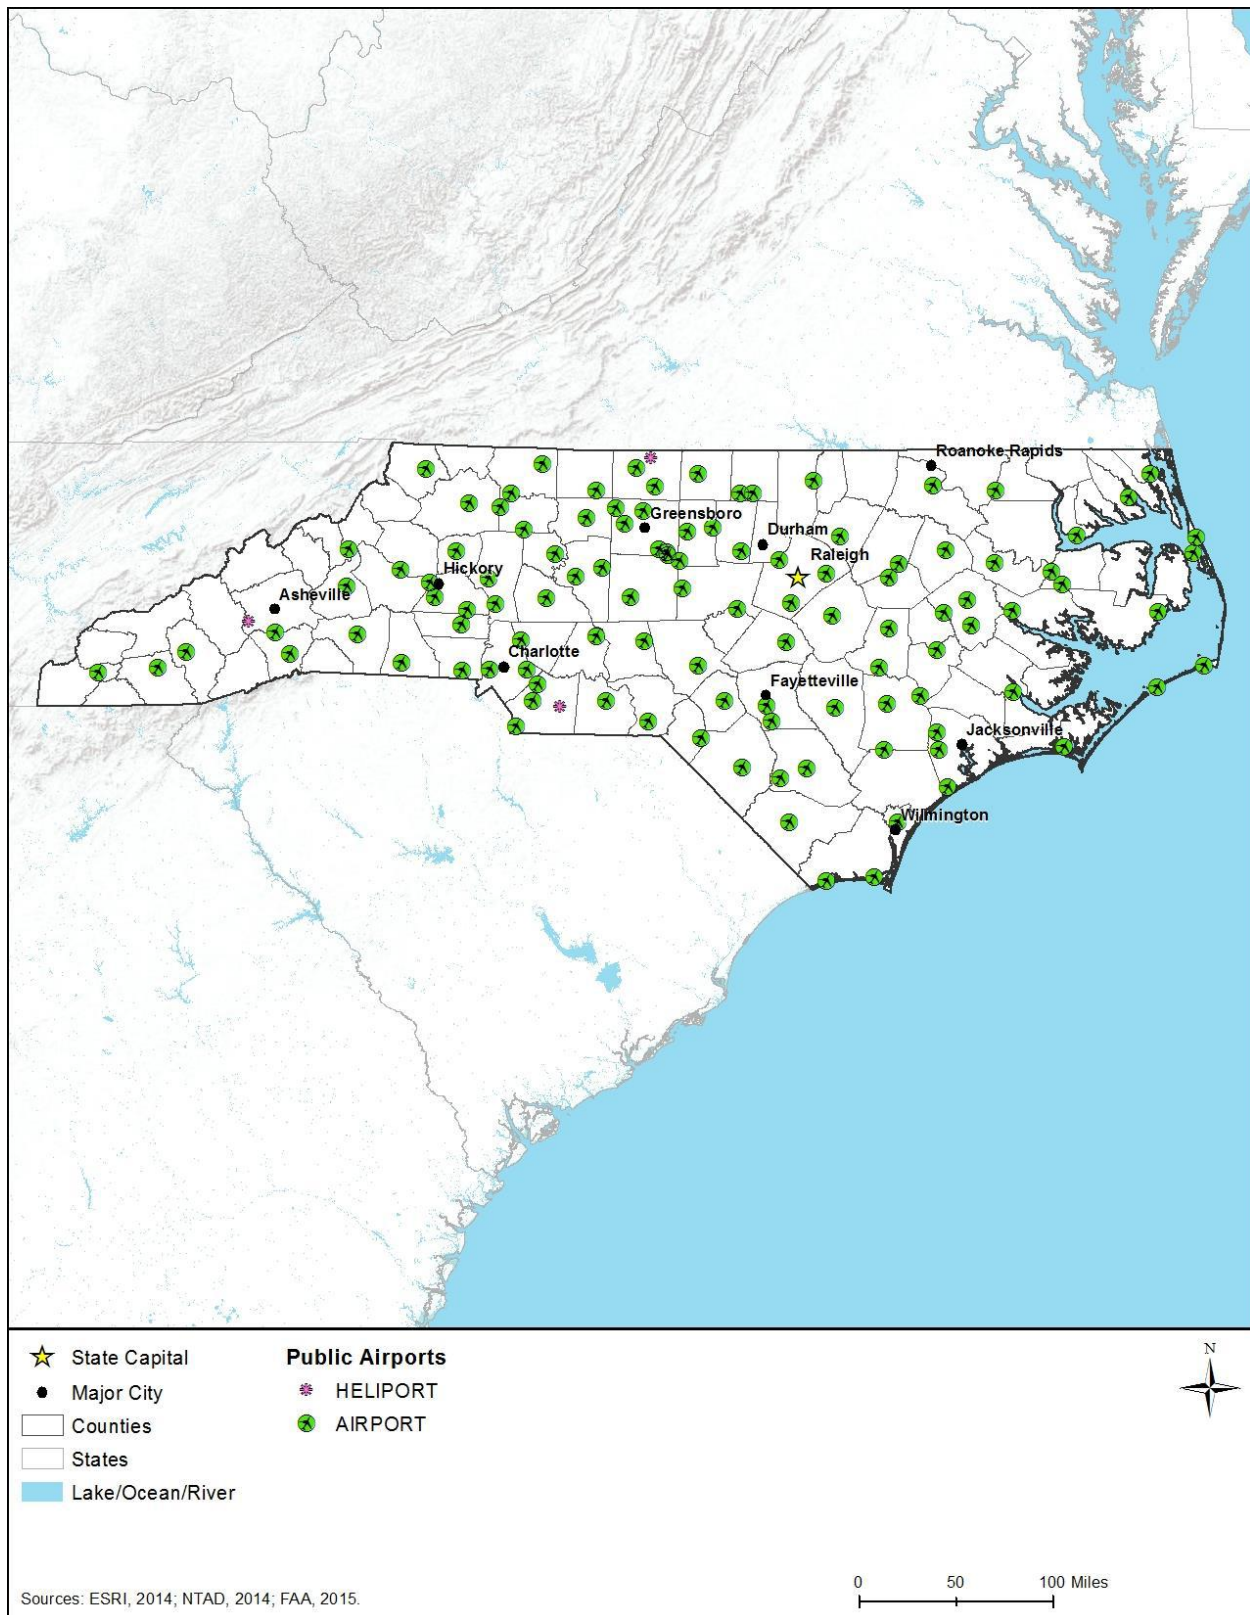 Roanoke Rapids
Greensboro
Durham
Raleigh
Hickory
Asheville
Charlotte
Fayetteville
Jacksonville
Wilmington
State Capital
Major City
Counties
States
Lake/Ocean/River
Public Airports
HELIPORT
AIRPORT
N
Sources: ESRI, 2014; NTAD, 2014; FAA, 2015.
0 50 100 Miles